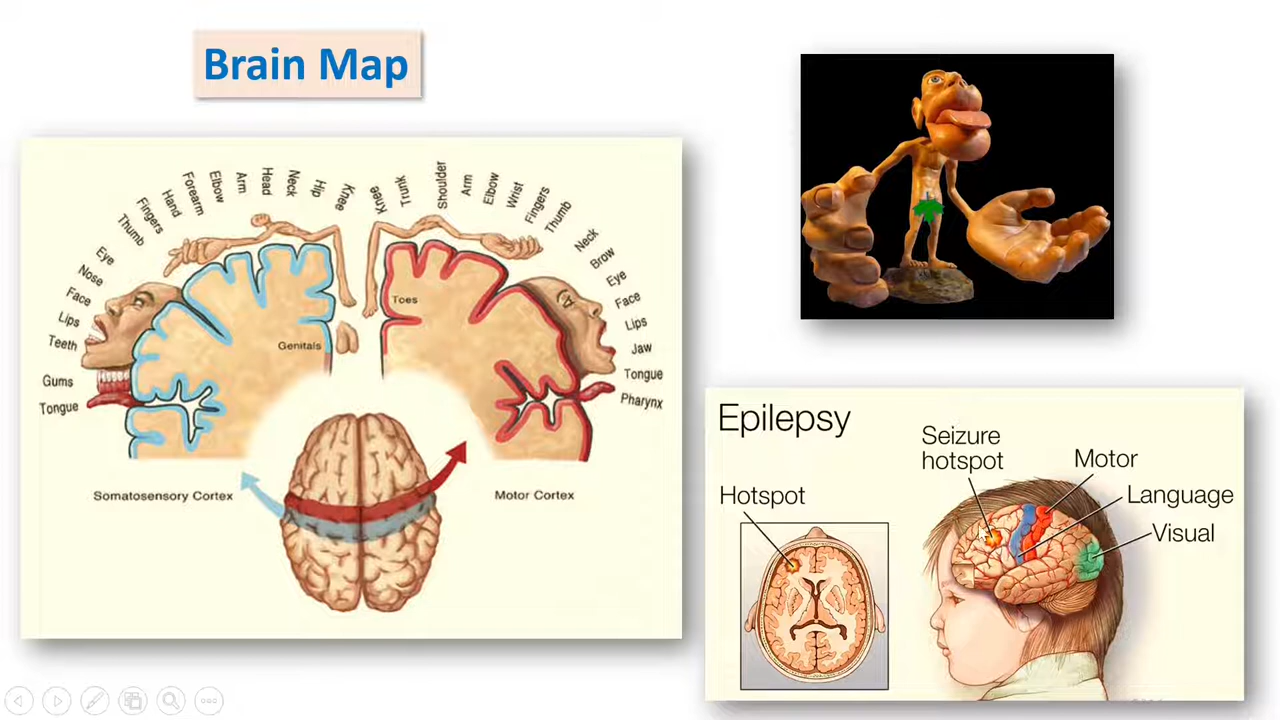 Brain Map
Tongue
Gums
Teeth
Lips
Face
Nose
Eye
Thumb
Fingers
Hand
Forearm
Elbow
Arm
Head
Neck
Hip
Knee
Knee
Trunk
Shoulder
Arm
Elbow
Wrist
Fingers
Thumb
Neck
Brow
Eye
Face
Lips
Jaw
Tongue
Pharynx
Toes
Genitals
Somatosensory Cortex
Motor Cortex
Epilepsy
Seizure
hotspot
Motor
Hotspot
Language
Visual